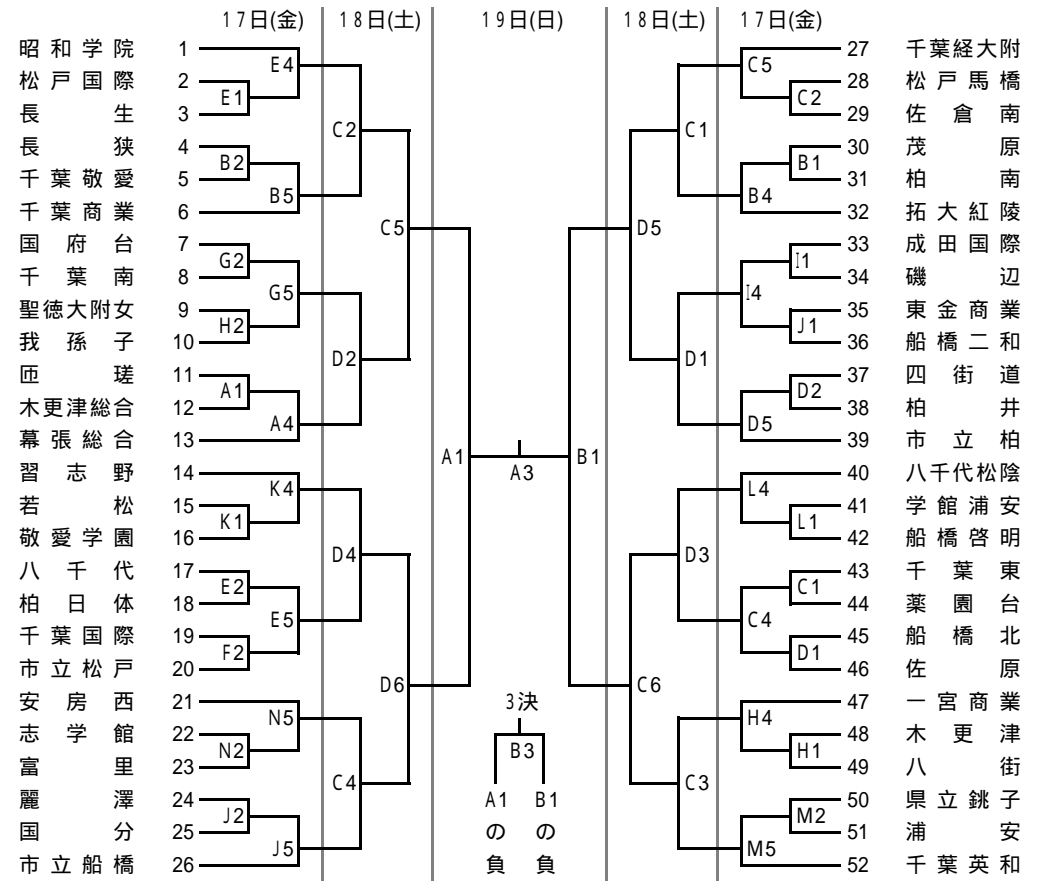 17日(金) 18日(土) 19日(日) 18日(土) 17日(金)
昭和学院 1 27 千葉経大附
E4 C5
松戸国際 2 28 松戸馬橋
E1 C2
長生 3 29 佐倉南
C2 C1
長狭 4 30 茂原
B2 B1
千葉敬愛 5 31 柏南
B5 B4
千葉商業 6 32 拓大紅陵
C5 D5
国府台 7 33 成田国際
G2 I1
千葉南 8 34 磯辺
G5 I4
聖徳大附女 9 35 東金商業
H2 J1
我孫子 10 36 船橋二和
D2 D1
匝瑳 11 37 四街道
A1 D2
木更津総合 12 38 柏井
A4 D5
幕張総合 13 39 市立柏
A1 A3 B1
習志野 14 40 八千代松陰
K4 L4
若松 15 41 学館浦安
K1 L1
敬愛学園 16 42 船橋啓明
D4 D3
八千代 17 43 千葉東
E2 C1
柏日体 18 44 薬園台
E5 C4
千葉国際 19 45 船橋北
F2 D1
市立松戸 20 46 佐原
D6 C6
安房西 21 3決 47 一宮商業
N5 H4
志学館 22 48 木更津
N2 B3 H1
富里 23 49 八街
C4 C3
麗澤 24 A1の負 B1の負 50 県立銚子
J2 M2
国分 25 51 浦安
J5 M5
市立船橋 26 52 千葉英和